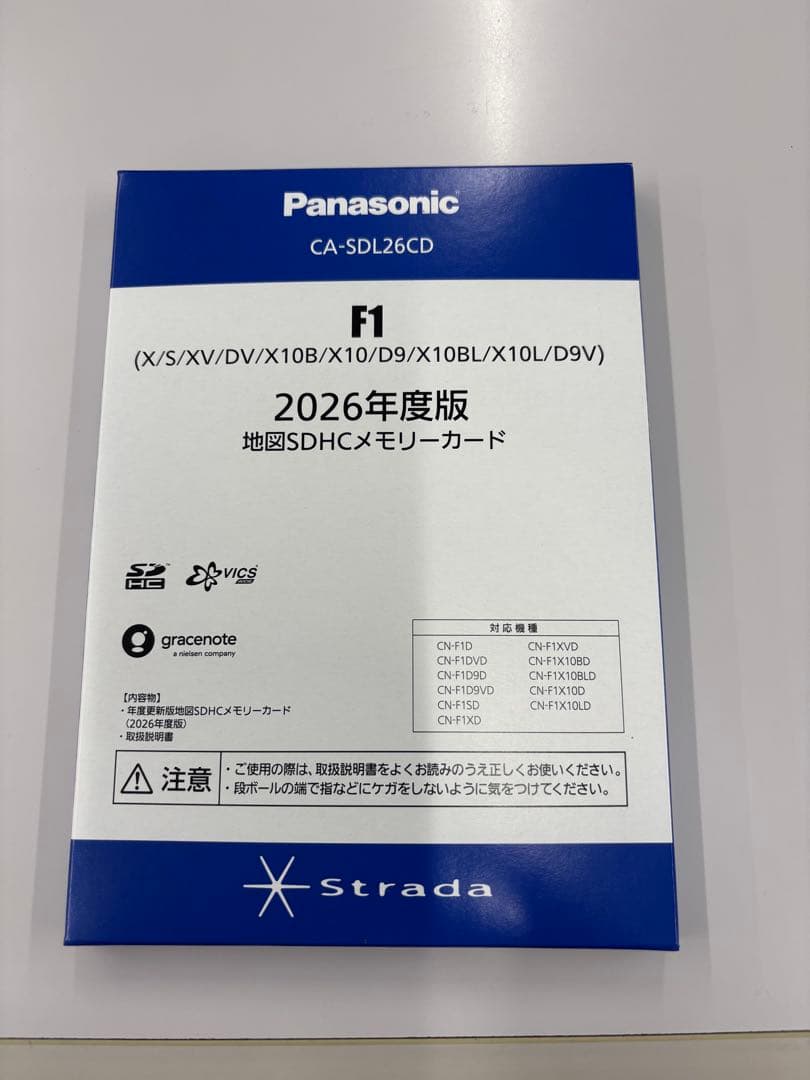 Panasonic
CA-SDL26CD
F1
(X/S/XV/DV/X10B/X10/D9/X10BL/X10L/D9V)
2026年度版
地図SDHCメモリーカード
SD HC
VICS
gracenote
a nielsen company
対応機種
CN-F1D CN-F1XVD
CN-F1DVD CN-F1X10BD
CN-F1D9D CN-F1X10BLD
CN-F1D9VD CN-F1X10D
CN-F1SD CN-F1X10LD
CN-F1XD
【内容物】
・年度更新版地図SDHCメモリーカード
（2026年度版）
・取扱説明書
注意
・ご使用の際は、取扱説明書をよくお読みのうえ正しくお使いください。
・段ボールの端で指などにケガをしないように気をつけてください。
Strada